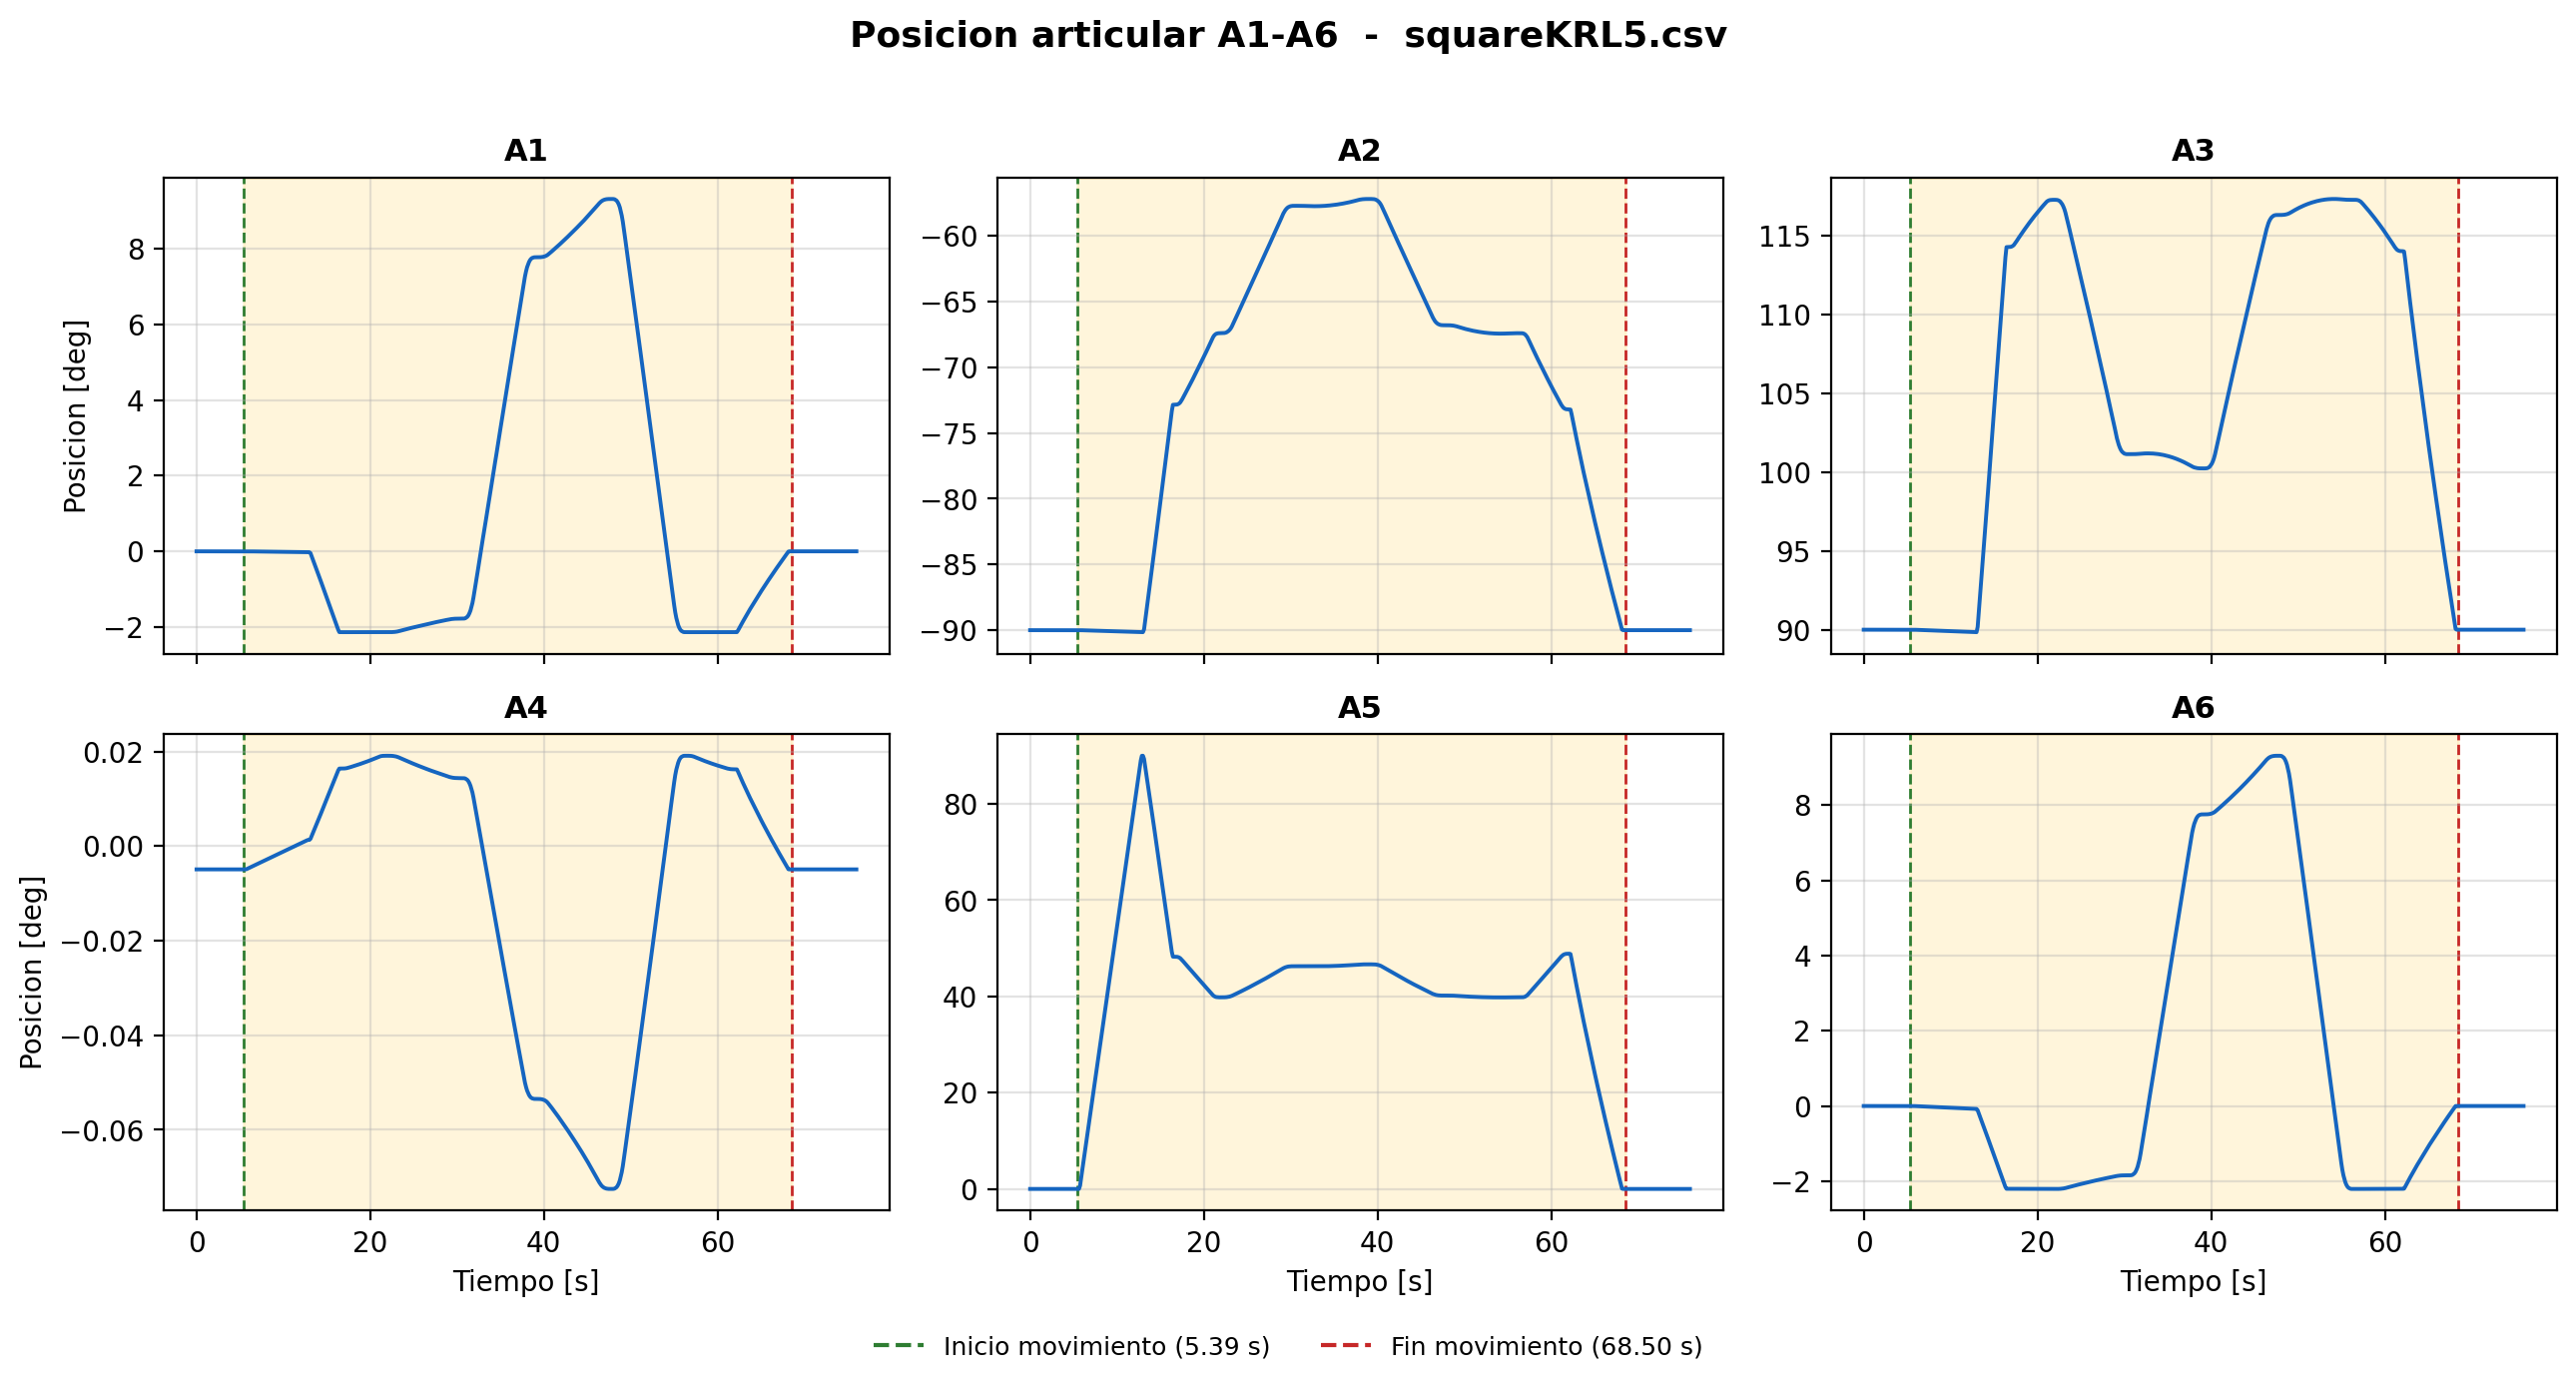 Posicion articular A1-A6  -  squareKRL5.csv
A1
A2
A3
Posicion [deg]
8
6
4
2
0
−2
−60
−65
−70
−75
−80
−85
−90
115
110
105
100
95
90
A4
A5
A6
Posicion [deg]
0.02
0.00
−0.02
−0.04
−0.06
80
60
40
20
0
8
6
4
2
0
−2
0 20 40 60
0 20 40 60
0 20 40 60
Tiempo [s]
Tiempo [s]
Tiempo [s]
Inicio movimiento (5.39 s)
Fin movimiento (68.50 s)